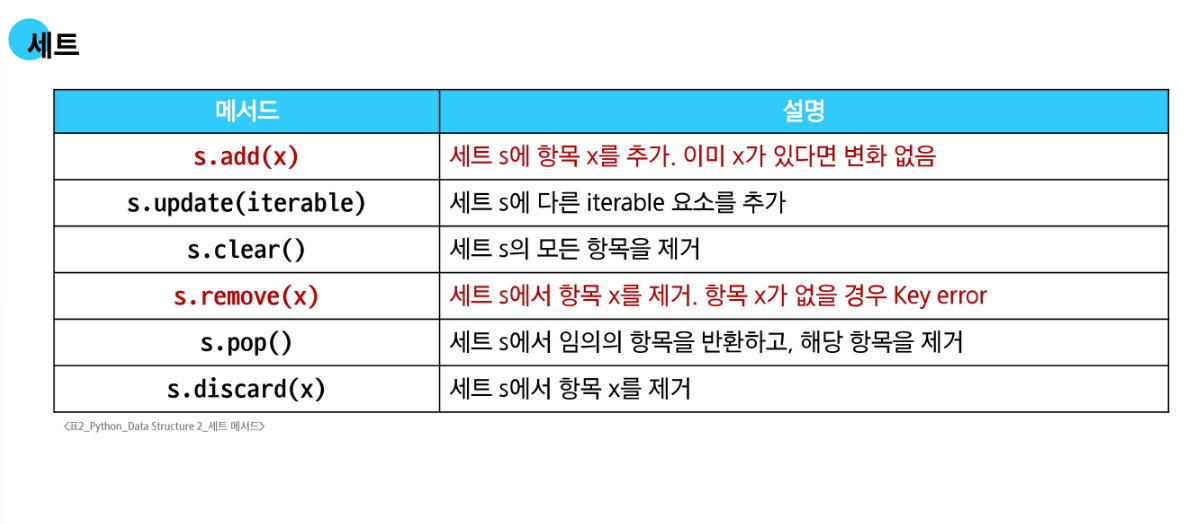 세트
메서드 설명
s.add(x) 세트 s에 항목 x를 추가. 이미 x가 있다면 변화 없음
s.update(iterable) 세트 s에 다른 iterable 요소를 추가
s.clear() 세트 s의 모든 항목을 제거
s.remove(x) 세트 s에서 항목 x를 제거. 항목 x가 없을 경우 Key error
s.pop() 세트 s에서 임의의 항목을 반환하고, 해당 항목을 제거
s.discard(x) 세트 s에서 항목 x를 제거
<표2_Python_Data Structure 2_세트 메서드>